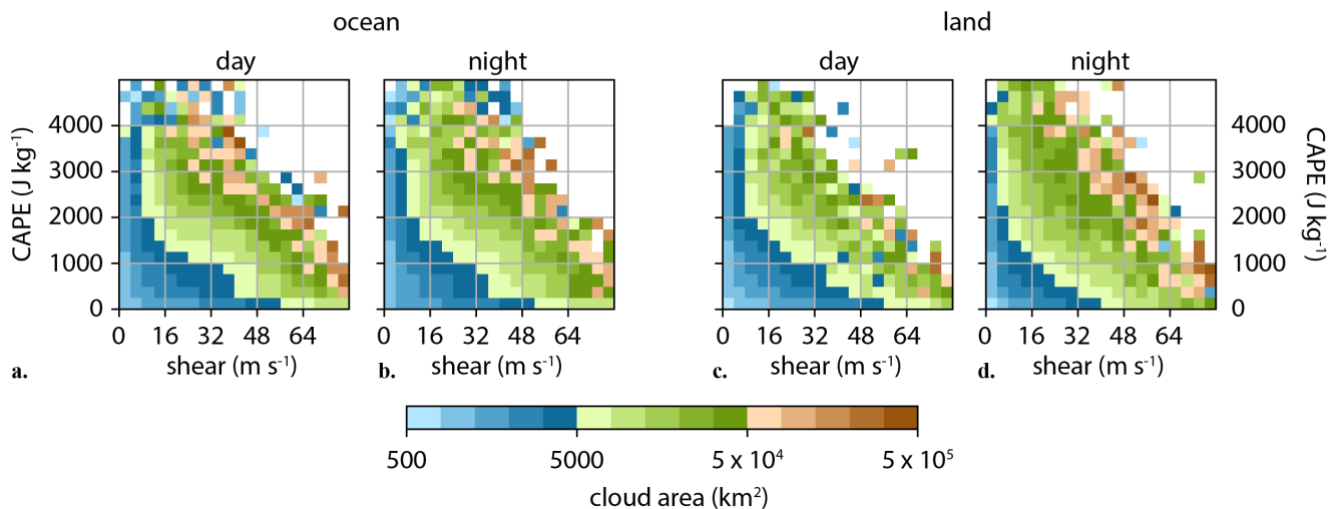 ocean land
day night day night
CAPE (J kg⁻¹)
4000
3000
2000
1000
0
4000
3000
2000
1000
0
CAPE (J kg⁻¹)
0 16 32 48 64 0 16 32 48 64 0 16 32 48 64 0 16 32 48 64
a. shear (m s⁻¹) b. shear (m s⁻¹) c. shear (m s⁻¹) d. shear (m s⁻¹)
500 5000 5 x 10⁴ 5 x 10⁵
cloud area (km²)